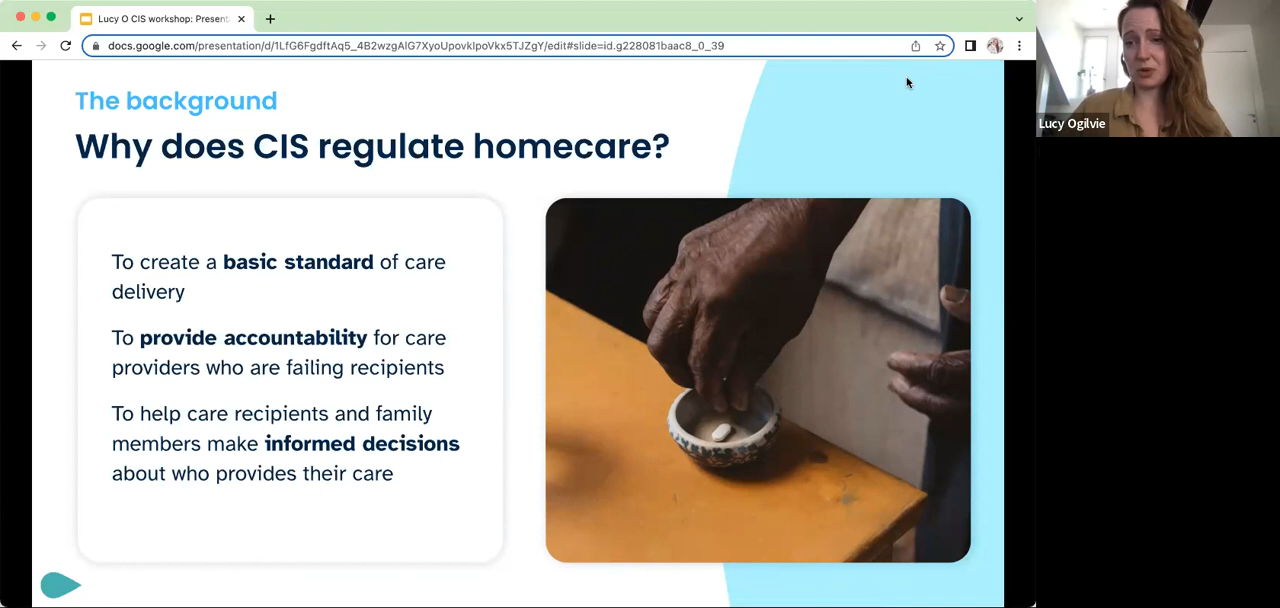 Lucy O CIS workshop: Present
docs.google.com/presentation/d/1LfG6FgdftAq5_4B2wzgAlG7XyoUpovklpoVkx5TJZgY/edit#slide=id.g228081baac8_0_39
Lucy Ogilvie
The background
Why does CIS regulate homecare?
To create a basic standard of care
delivery
To provide accountability for care
providers who are failing recipients
To help care recipients and family
members make informed decisions
about who provides their care